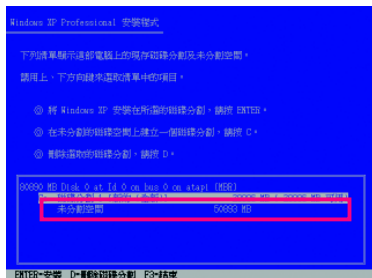 Windows XP Professional 安裝程式
下列清單顯示這部電腦上的現存磁碟分割及未分割空間。
請用上、下方向鍵來選取清單中的項目。
◎ 將 Windows XP 安裝在所選的磁碟分割，請按 ENTER。
◎ 在未分割的磁碟空間上建立一個磁碟分割，請按 C。
◎ 刪除選取的磁碟分割，請按 D。
80890 MB Disk 0 at Id 0 on bus 0 on atapi [MBR]
未分割空間 50883 MB
ENTER=安裝 D=刪除磁碟分割 F3=結束